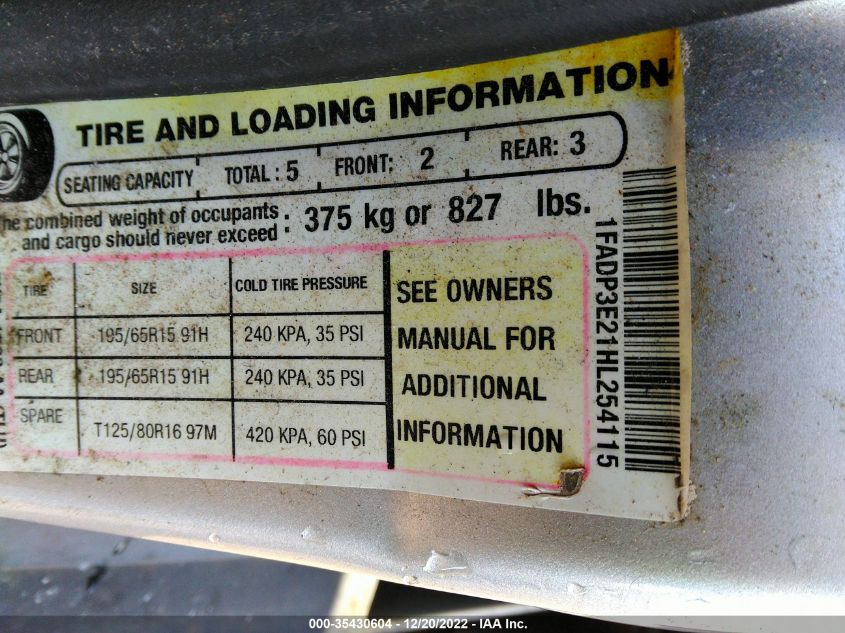 TIRE AND LOADING INFORMATION
SEATING CAPACITY TOTAL : 5 FRONT: 2 REAR: 3
The combined weight of occupants
and cargo should never exceed : 375 kg or 827 lbs.
TIRE SIZE COLD TIRE PRESSURE
FRONT 195/65R15 91H 240 KPA, 35 PSI
REAR 195/65R15 91H 240 KPA, 35 PSI
SPARE T125/80R16 97M 420 KPA, 60 PSI
SEE OWNERS
MANUAL FOR
ADDITIONAL
INFORMATION
1FADP3E21HL254115
000-35430604 - 12/20/2022 - IAA Inc.